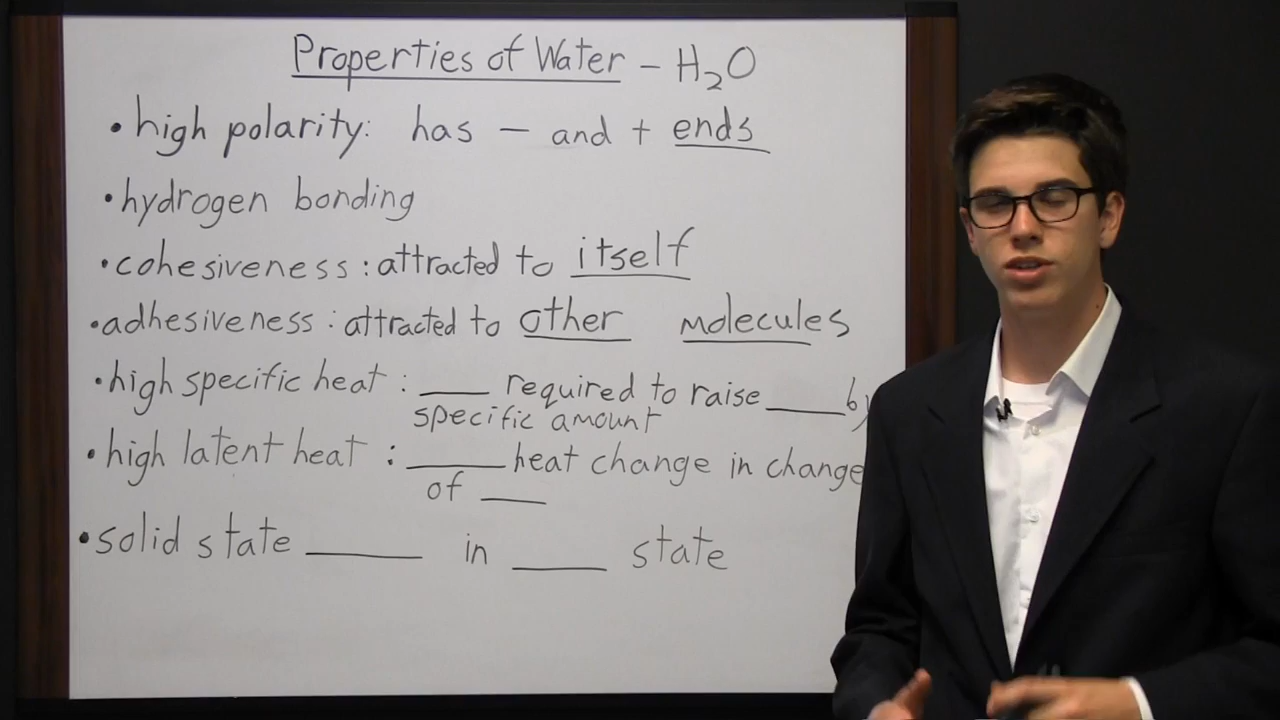 Properties of Water - H₂O
• high polarity: has - and + ends
• hydrogen bonding
• cohesiveness: attracted to itself
• adhesiveness: attracted to other molecules
• high specific heat: ____ required to raise ____
specific amount
• high latent heat: ____ heat change in change
of ____
• solid state ____ in ____ state